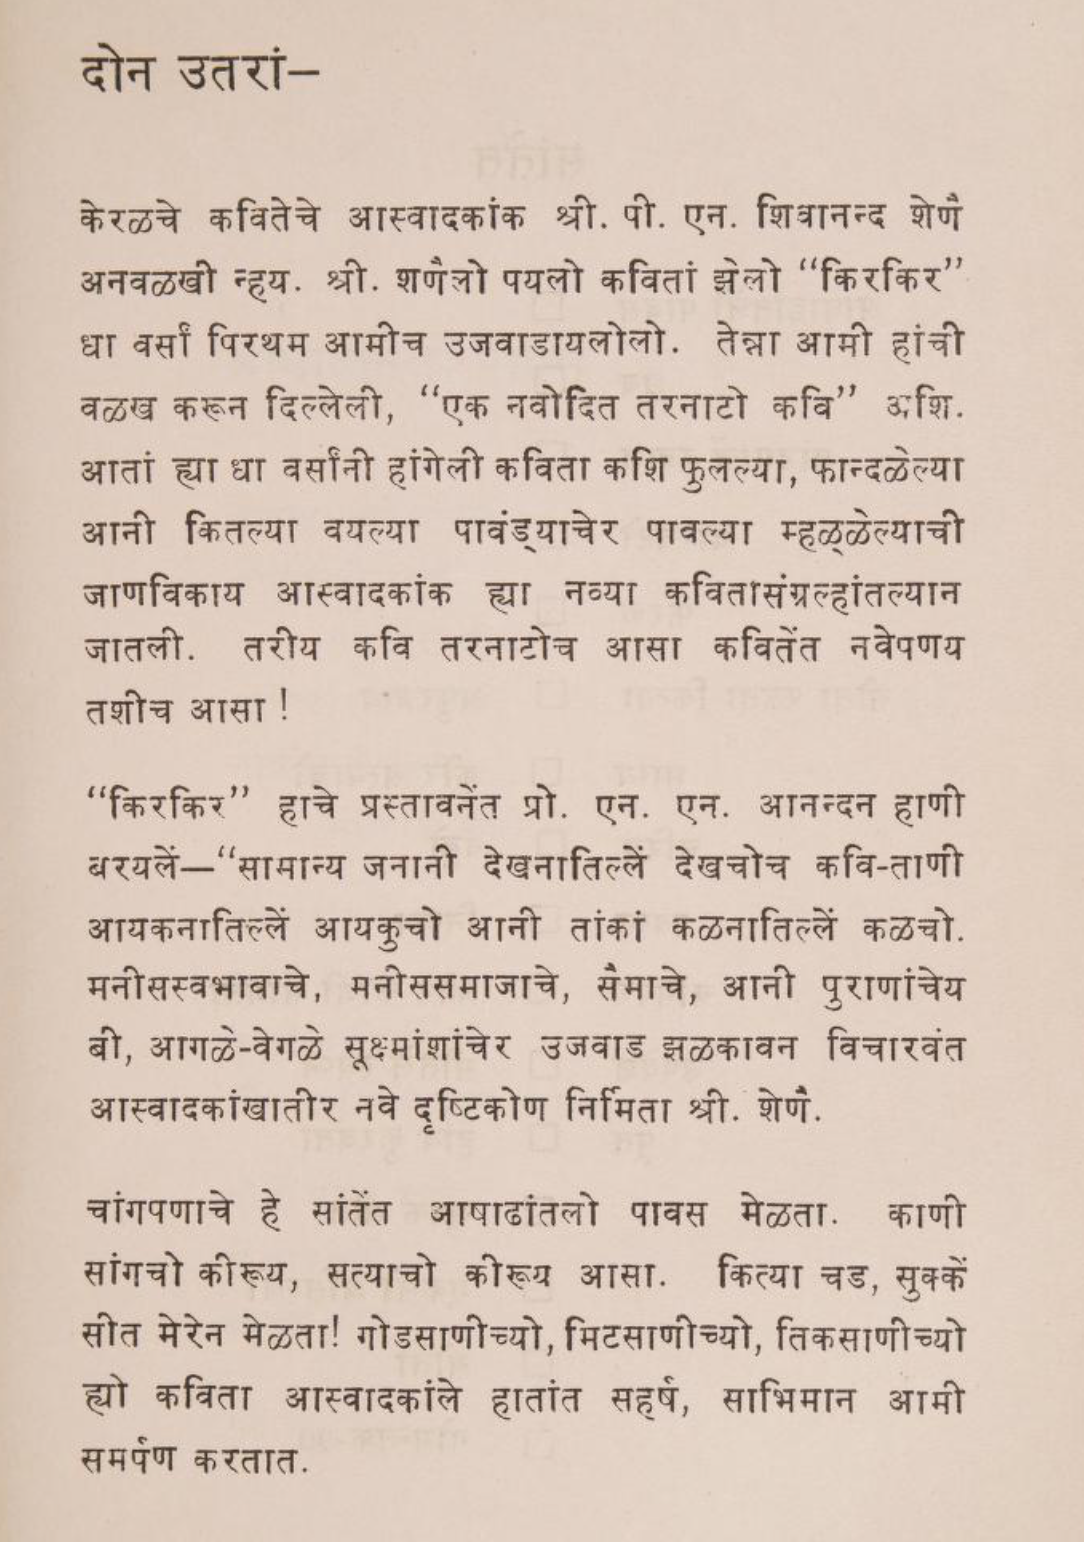 दोन उतरां—
केरळचे कवितेचे आस्वादकांक श्री. पी. एन. शिवानन्द शेणै
अनवळखी न्हय. श्री. शणैलो पयलो कवितां झेलो “किरकिर”
धा वर्सां पिरथम आमीच उजवाडायलोलो. तेन्ना आमी हांची
वळख करून दिल्लेली, “एक नवोदित तरनाटो कवि” अशि.
आतां ह्या धा वर्सांनी हांगेली कविता कशि फुलल्या, फान्दळेल्या
आनी कितल्या वयल्या पावंड्याचेर पावल्या म्हळ्ळेल्याची
जाणविकाय आस्वादकांक ह्या नव्या कवितासंग्रल्हांतल्यान
जातली. तरीय कवि तरनाटोच आसा कवितेंत नवेपणय
तशीच आसा !
“किरकिर” हाचे प्रस्तावनेंत प्रो. एन. एन. आनन्दन हाणी
बरयलें—“सामान्य जनानी देखनातिल्लें देखचोच कवि-ताणी
आयकनातिल्लें आयकुचो आनी तांकां कळनातिल्लें कळचो.
मनीसस्वभावाचे, मनीससमाजाचे, सैमाचे, आनी पुराणांचेय
बी, आगळे-वेगळे सूक्ष्मांशांचेर उजवाड झळकावन विचारवंत
आस्वादकांखातीर नवे दृष्टिकोण निर्मिता श्री. शेणै.
चांगपणाचे हे सांतेंत आषाढांतलो पावस मेळता. काणी
सांगचो कीरूय, सत्याचो कीरूय आसा. कित्या चड, सुक्कें
सीत मेरेन मेळता! गोडसाणीच्यो, मिटसाणीच्यो, तिकसाणीच्यो
ह्यो कविता आस्वादकांले हातांत सहर्ष, साभिमान आमी
समर्पण करतात.